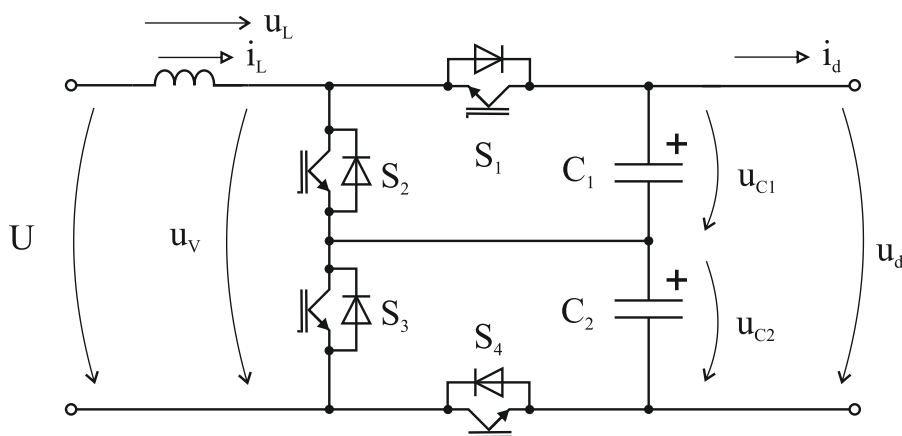 u_L
i_L
i_d
S_1
S_2
C_1
+
u_C1
U
u_V
u_d
S_3
S_4
C_2
+
u_C2